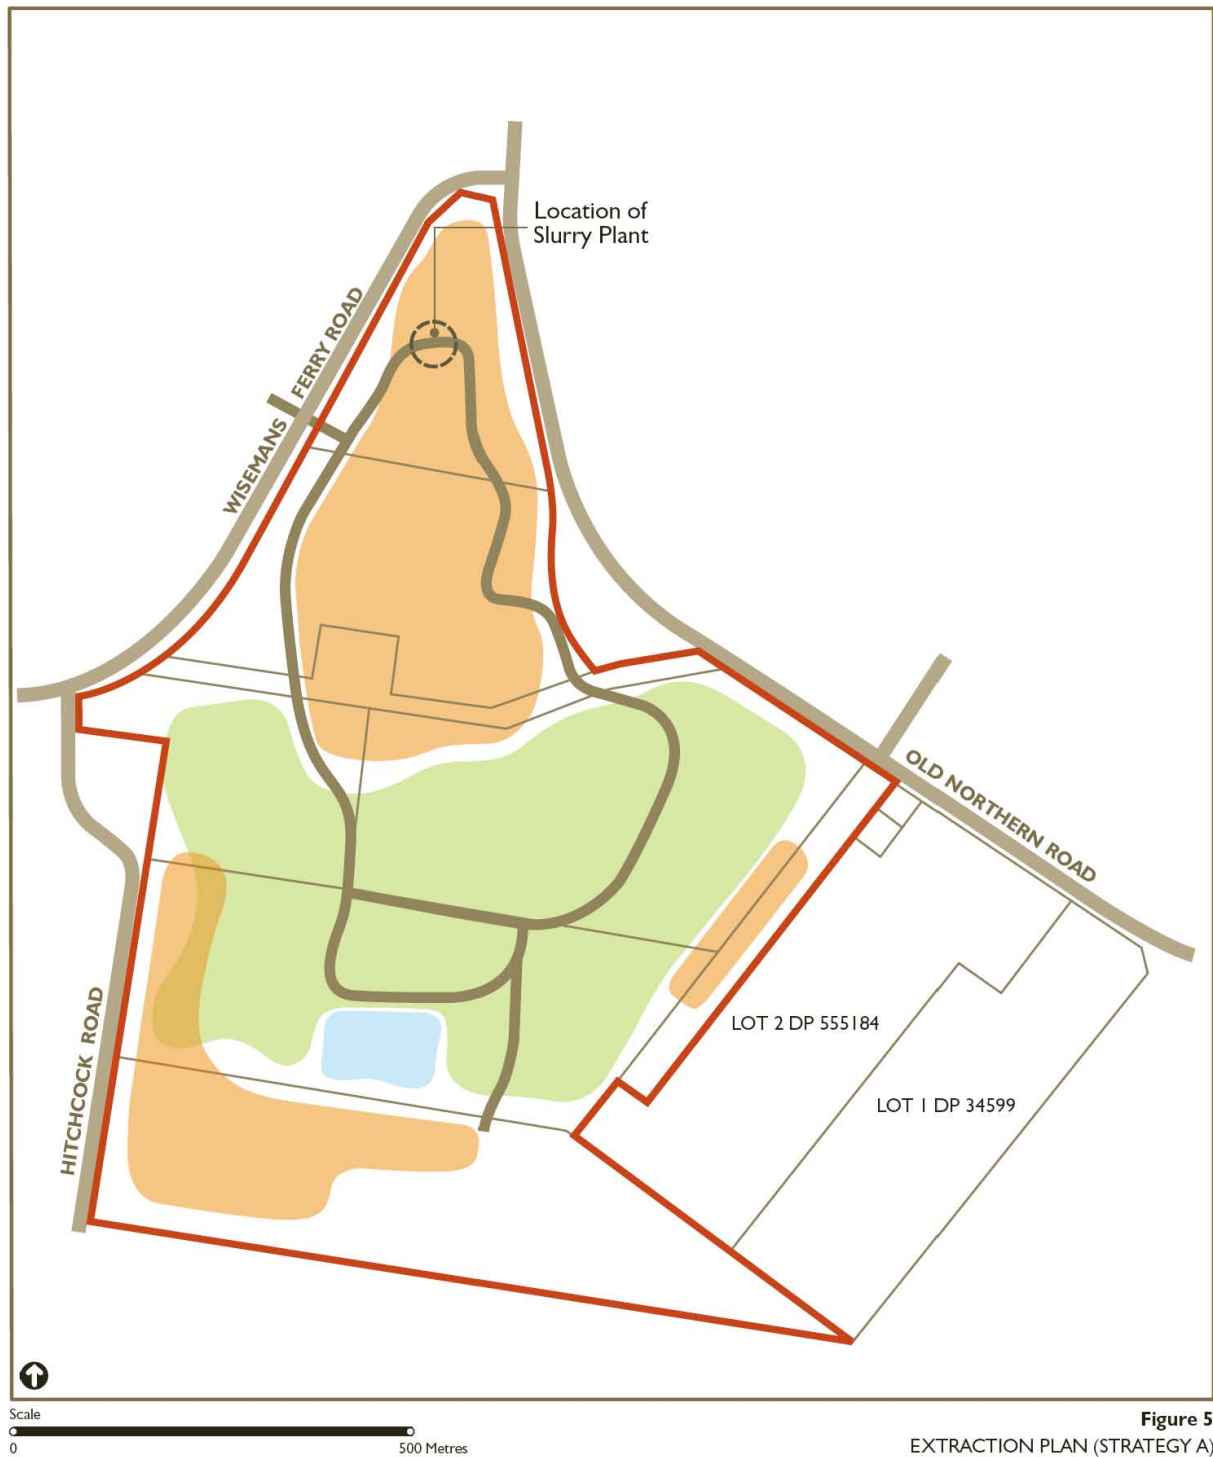 Location of
Slurry Plant
WISEMANS FERRY ROAD
OLD NORTHERN ROAD
HITCHCOCK ROAD
LOT 2 DP 555184
LOT 1 DP 34599
Scale
0
500 Metres
Figure 5
EXTRACTION PLAN (STRATEGY A)